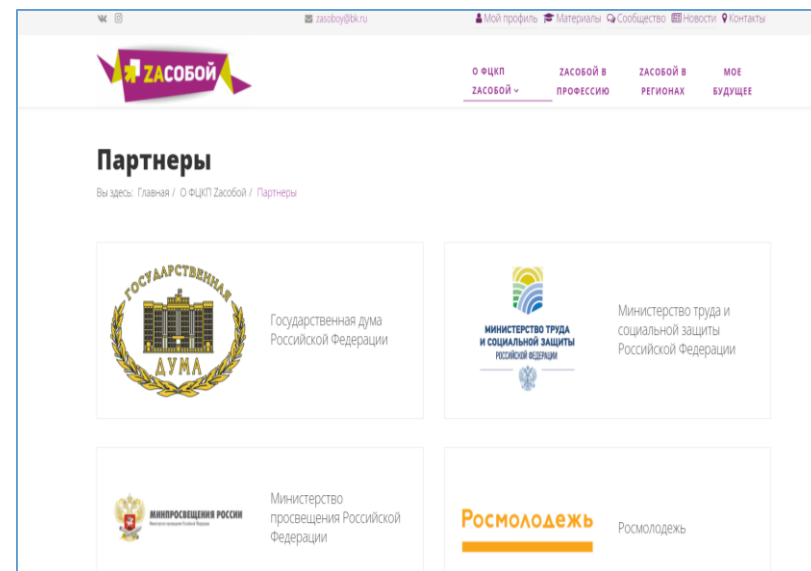 zasoboy@bk.ru
Мой профиль Материалы Сообщество Новости Контакты
ZАСОБОЙ
О ФЦКП ZАСОБОЙ В ZАСОБОЙ В МОЕ
ZАСОБОЙ ПРОФЕССИЮ РЕГИОНАХ БУДУЩЕЕ
Партнеры
Вы здесь: Главная / О ФЦКП Zасобой / Партнеры
ГОСУДАРСТВЕННАЯ
ДУМА
Государственная дума
Российской Федерации
МИНИСТЕРСТВО ТРУДА
И СОЦИАЛЬНОЙ ЗАЩИТЫ
РОССИЙСКОЙ ФЕДЕРАЦИИ
Министерство труда и
социальной защиты
Российской Федерации
МИНПРОСВЕЩЕНИЯ РОССИИ
Министерство
просвещения Российской
Федерации
Росмолодежь
Росмолодежь